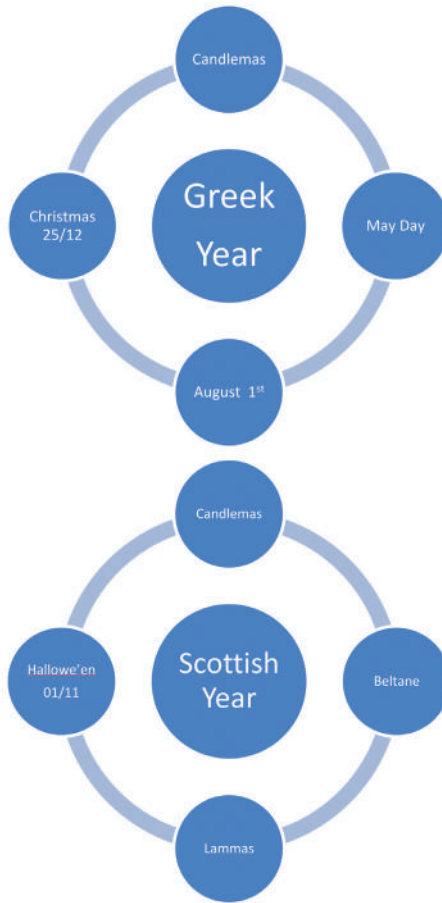 Candlemas
Christmas
25/12
Greek
Year
May Day
August 1st
Candlemas
Hallowe'en
01/11
Scottish
Year
Beltane
Lammas